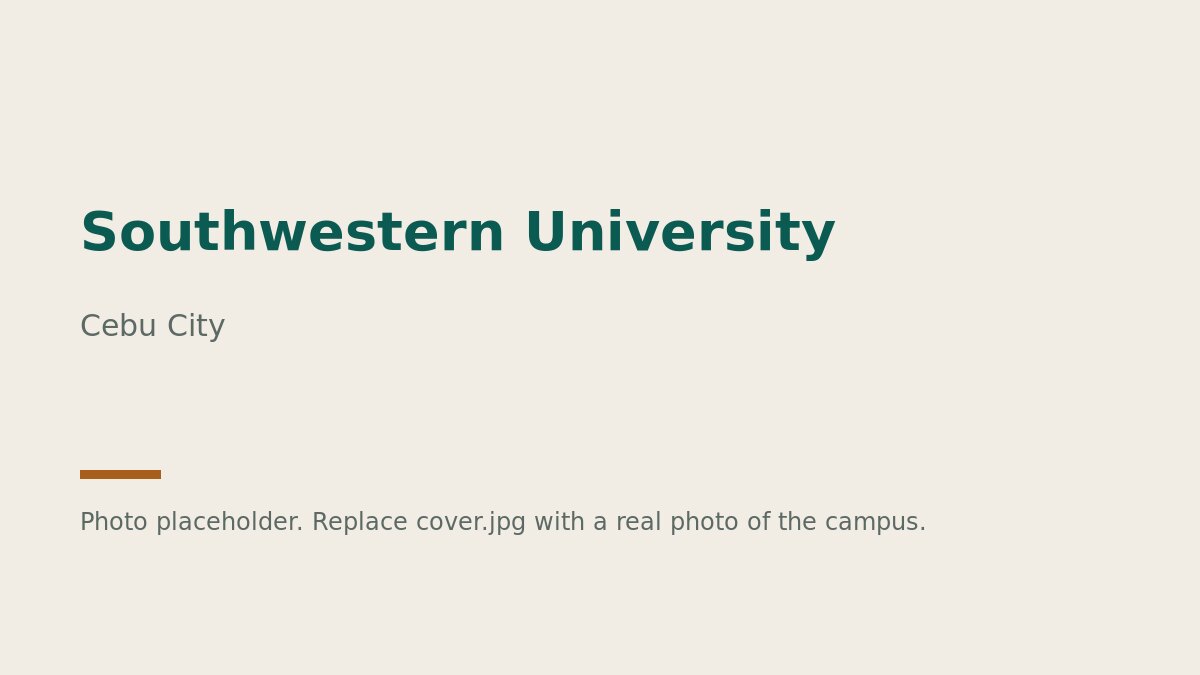 Southwestern University
Cebu City
Photo placeholder. Replace cover.jpg with a real photo of the campus.